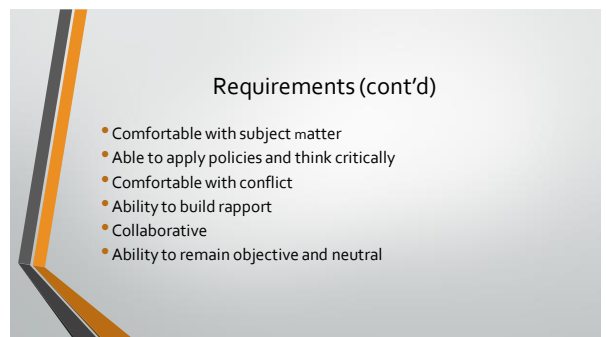 Requirements (cont’d)
• Comfortable with subject matter
• Able to apply policies and think critically
• Comfortable with conflict
• Ability to build rapport
• Collaborative
• Ability to remain objective and neutral